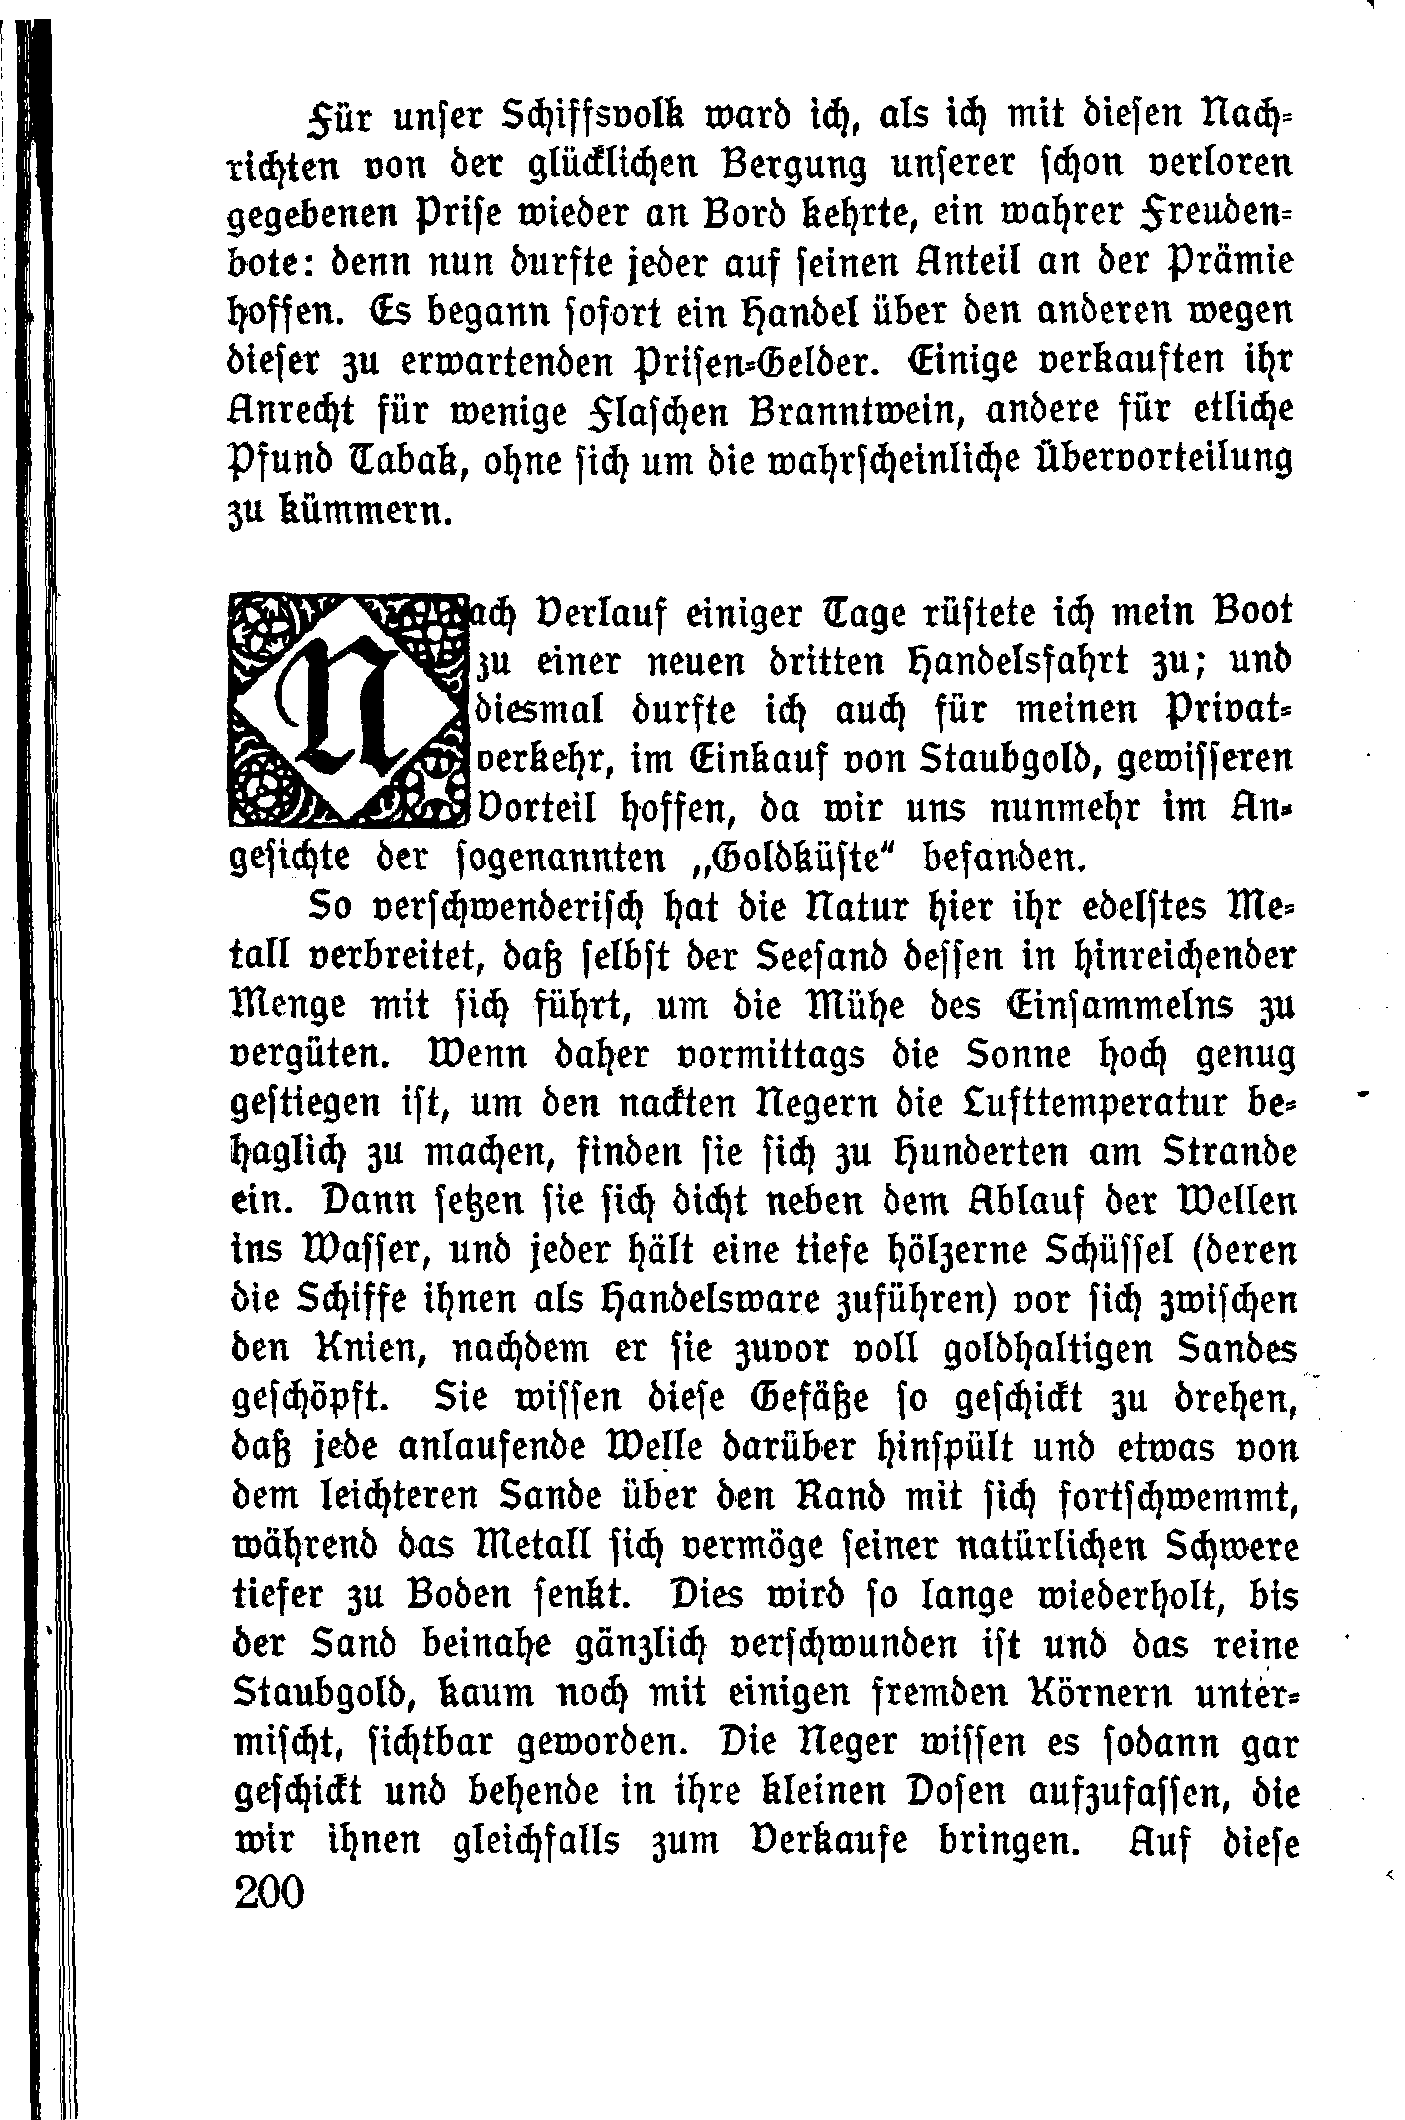 Für unser Schiffsvolk ward ich, als ich mit diesen Nach-
richten von der glücklichen Bergung unserer schon verloren
gegebenen Prise wieder an Bord kehrte, ein wahrer Freuden-
bote: denn nun durfte jeder auf seinen Anteil an der Prämie
hoffen. Es begann sofort ein Handel über den anderen wegen
dieser zu erwartenden Prisen-Gelder. Einige verkauften ihr
Anrecht für wenige Flaschen Branntwein, andere für etliche
Pfund Tabak, ohne sich um die wahrscheinliche Übervorteilung
zu kümmern.
Nach Verlauf einiger Tage rüstete ich mein Boot
zu einer neuen dritten Handelsfahrt zu; und
diesmal durfte ich auch für meinen Privat-
verkehr, im Einkauf von Staubgold, gewisseren
Vorteil hoffen, da wir uns nunmehr im An-
gesichte der sogenannten „Goldküste“ befanden.
So verschwenderisch hat die Natur hier ihr edelstes Me-
tall verbreitet, daß selbst der Seesand dessen in hinreichender
Menge mit sich führt, um die Mühe des Einsammelns zu
vergüten. Wenn daher vormittags die Sonne hoch genug
gestiegen ist, um den nackten Negern die Lufttemperatur be-
haglich zu machen, finden sie sich zu Hunderten am Strande
ein. Dann setzen sie sich dicht neben dem Ablauf der Wellen
ins Wasser, und jeder hält eine tiefe hölzerne Schüssel (deren
die Schiffe ihnen als Handelsware zuführen) vor sich zwischen
den Knien, nachdem er sie zuvor voll goldhaltigen Sandes
geschöpft. Sie wissen diese Gefäße so geschickt zu drehen,
daß jede anlaufende Welle darüber hinspült und etwas von
dem leichteren Sande über den Rand mit sich fortschwemmt,
während das Metall sich vermöge seiner natürlichen Schwere
tiefer zu Boden senkt. Dies wird so lange wiederholt, bis
der Sand beinahe gänzlich verschwunden ist und das reine
Staubgold, kaum noch mit einigen fremden Körnern unter-
mischt, sichtbar geworden. Die Neger wissen es sodann gar
geschickt und behende in ihre kleinen Dosen aufzufassen, die
wir ihnen gleichfalls zum Verkaufe bringen. Auf diese
200